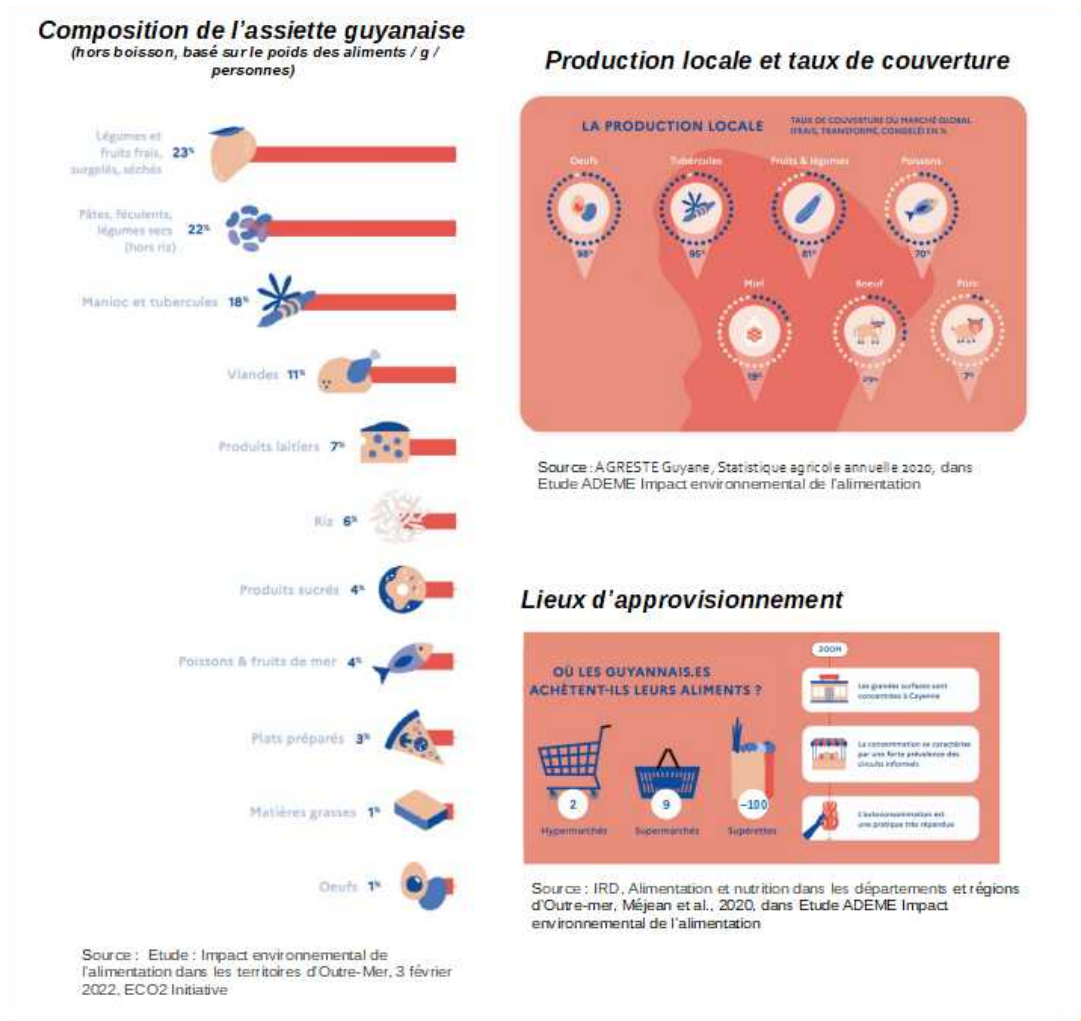 Composition de l'assiette guyanaise
(hors boisson, basé sur le poids des aliments / g /
personnes)
Légumes et
fruits frais,
surgelés, séchés
23%
Pâtes, féculents,
légumes secs
(hors riz)
22%
Manioc et tubercules 18%
Viandes 11%
Produits laitiers 7%
Riz 6%
Produits sucrés 4%
Poissons & fruits de mer 4%
Plats préparés 3%
Matières grasses 1%
Oeufs 1%
Source : Etude : Impact environnemental de
l'alimentation dans les territoires d'Outre-Mer, 3 février
2022, ECO2 Initiative
Production locale et taux de couverture
LA PRODUCTION LOCALE
TAUX DE COUVERTURE DU MARCHÉ GLOBAL
(FRAIS, TRANSFORMÉ, CONGELÉ) EN %
Oeufs
98%
Tubercules
95%
Fruits & légumes
81%
Poissons
70%
Miel
Boeuf
Porc
7%
Source : AGRESTE Guyane, Statistique agricole annuelle 2020, dans
Etude ADEME Impact environnemental de l'alimentation
Lieux d'approvisionnement
OÙ LES GUYANNAIS.ES
ACHÈTENT-ILS LEURS ALIMENTS ?
2
Hypermarchés
9
Supermarchés
~100
Supérettes
ZOOM
Les grandes surfaces sont
concentrées à Cayenne
La consommation se caractérise
par une forte prévalence des
circuits informels
L'autoconsommation est
une pratique très répandue
Source : IRD, Alimentation et nutrition dans les départements et régions
d'Outre-mer, Méjean et al., 2020, dans Etude ADEME Impact
environnemental de l'alimentation